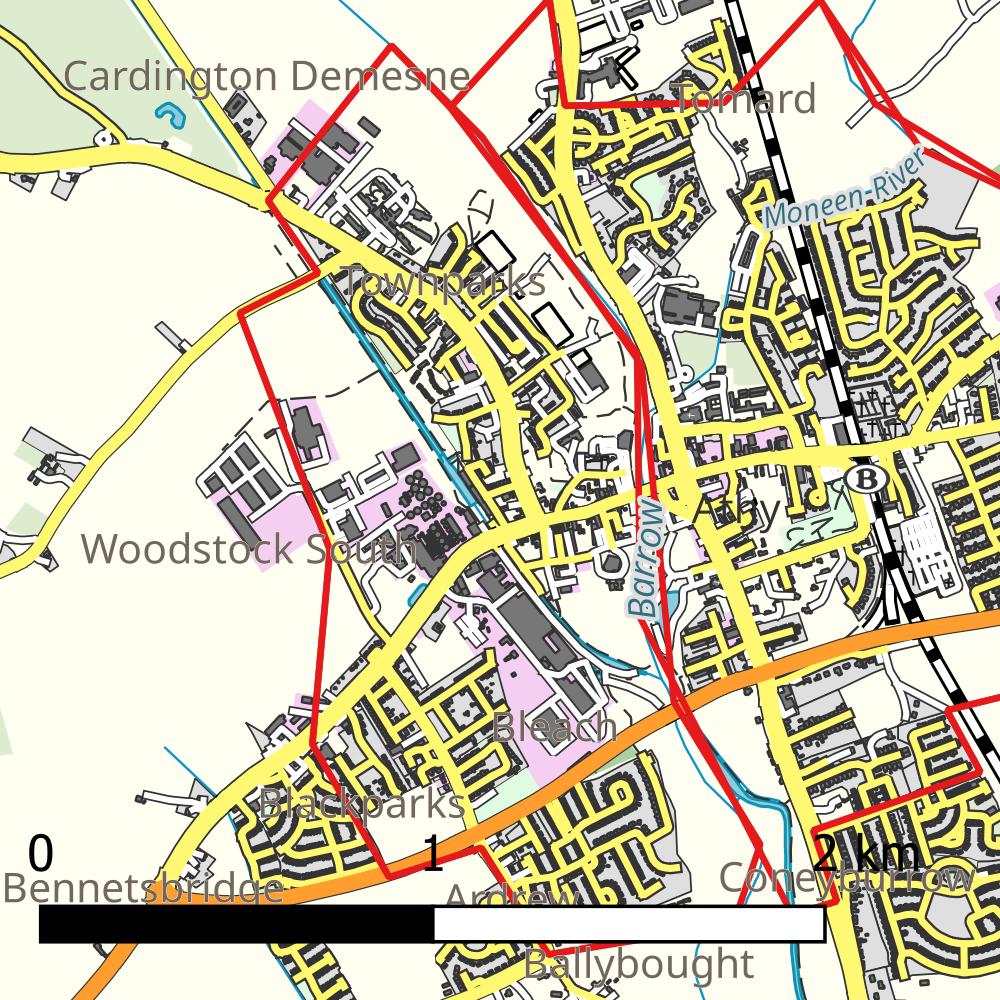 Cardington Demesne
Tomard
Moneen-River
Townparks
B
Athy
Woodstock South
Barrow
Bleach
Blackparks
0 1 2 km
Coneyburrow
Bennetsbridge
Ardrew
Ballybought